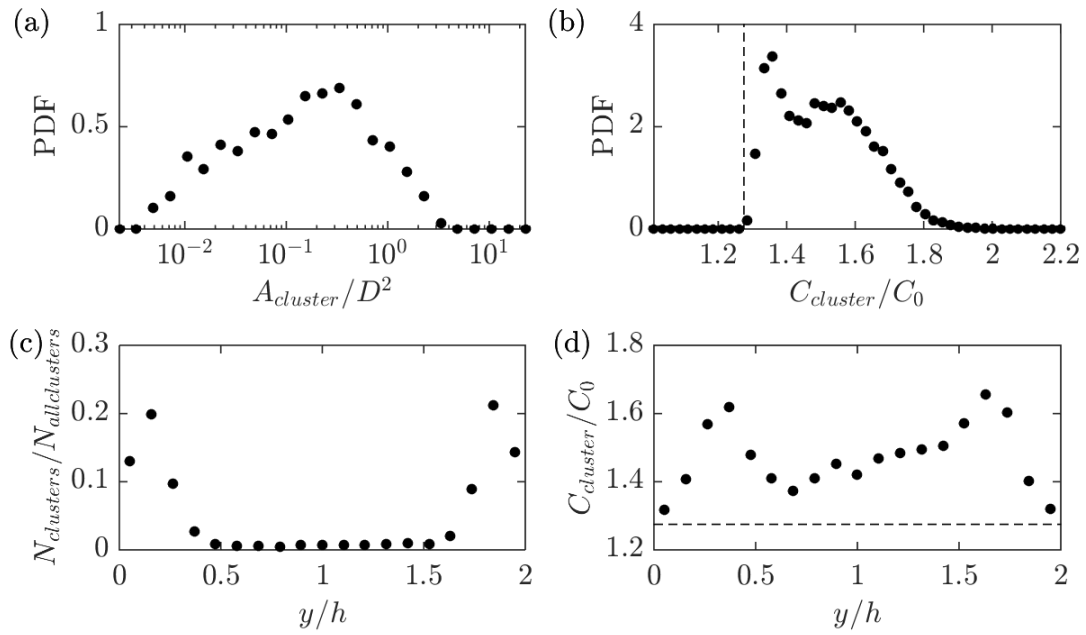 (a)
1
0.5
0
PDF
10^{-2} 10^{-1} 10^{0} 10^{1}
A_{cluster}/D^2
(b)
4
2
0
PDF
1.2 1.4 1.6 1.8 2 2.2
C_{cluster}/C_0
(c)
0.3
0.2
0.1
0
N_{clusters}/N_{allclusters}
0 0.5 1 1.5 2
y/h
(d)
1.8
1.6
1.4
1.2
C_{cluster}/C_0
0 0.5 1 1.5 2
y/h